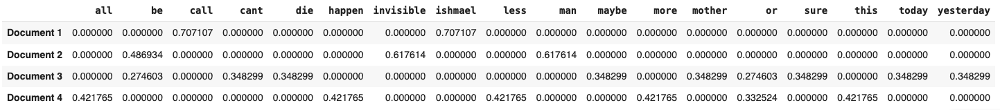 all be call cant die happen invisible ishmael less man maybe more mother or sure this today yesterday
Document 1 0.000000 0.000000 0.707107 0.000000 0.000000 0.000000 0.000000 0.707107 0.000000 0.000000 0.000000 0.000000 0.000000 0.000000 0.000000 0.000000 0.000000 0.000000
Document 2 0.000000 0.486934 0.000000 0.000000 0.000000 0.000000 0.617614 0.000000 0.000000 0.617614 0.000000 0.000000 0.000000 0.000000 0.000000 0.000000 0.000000 0.000000
Document 3 0.000000 0.274603 0.000000 0.348299 0.348299 0.000000 0.000000 0.000000 0.000000 0.000000 0.348299 0.000000 0.348299 0.274603 0.348299 0.000000 0.348299 0.348299
Document 4 0.421765 0.000000 0.000000 0.000000 0.000000 0.421765 0.000000 0.000000 0.421765 0.000000 0.000000 0.421765 0.000000 0.332524 0.000000 0.421765 0.000000 0.000000